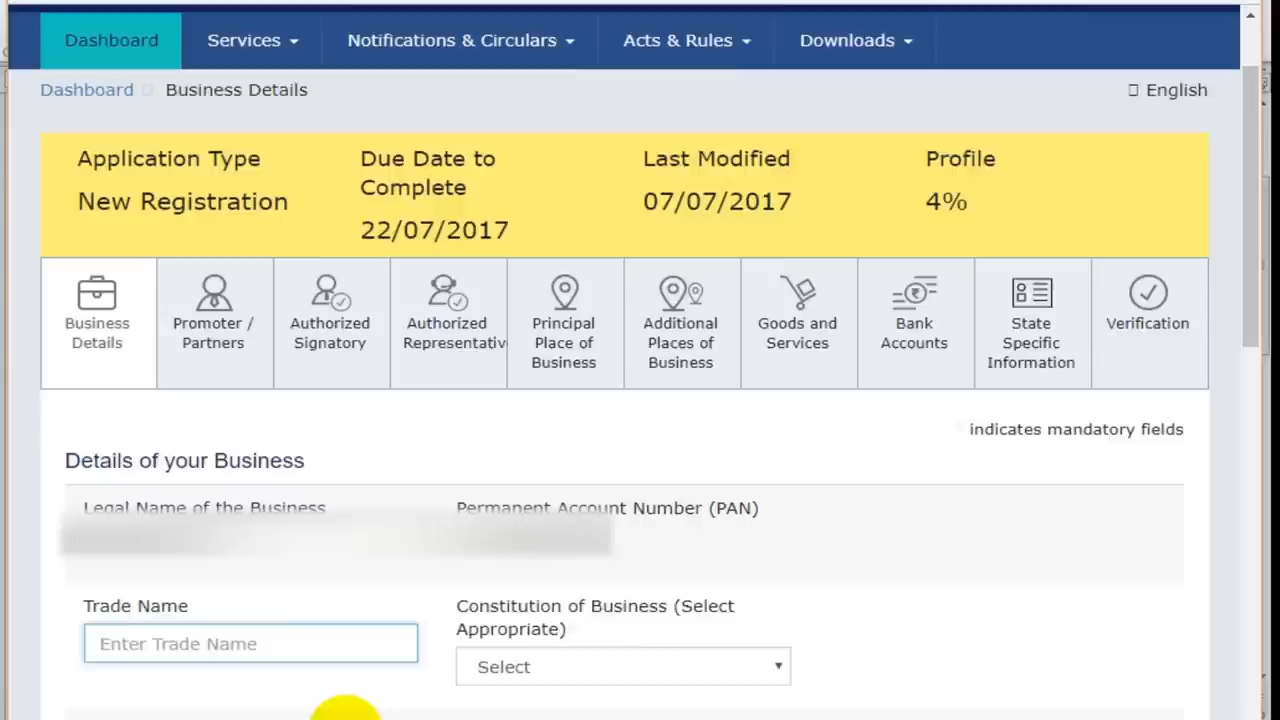 Dashboard Services Notifications & Circulars Acts & Rules Downloads
Dashboard Business Details English
Application Type
New Registration
Due Date to
Complete
22/07/2017
Last Modified
07/07/2017
Profile
4%
Business
Details
Promoter /
Partners
Authorized
Signatory
Authorized
Representativ
Principal
Place of
Business
Additional
Places of
Business
Goods and
Services
Bank
Accounts
State
Specific
Information
Verification
indicates mandatory fields
Details of your Business
Legal Name of the Business
Permanent Account Number (PAN)
Trade Name
Enter Trade Name
Constitution of Business (Select
Appropriate)
Select